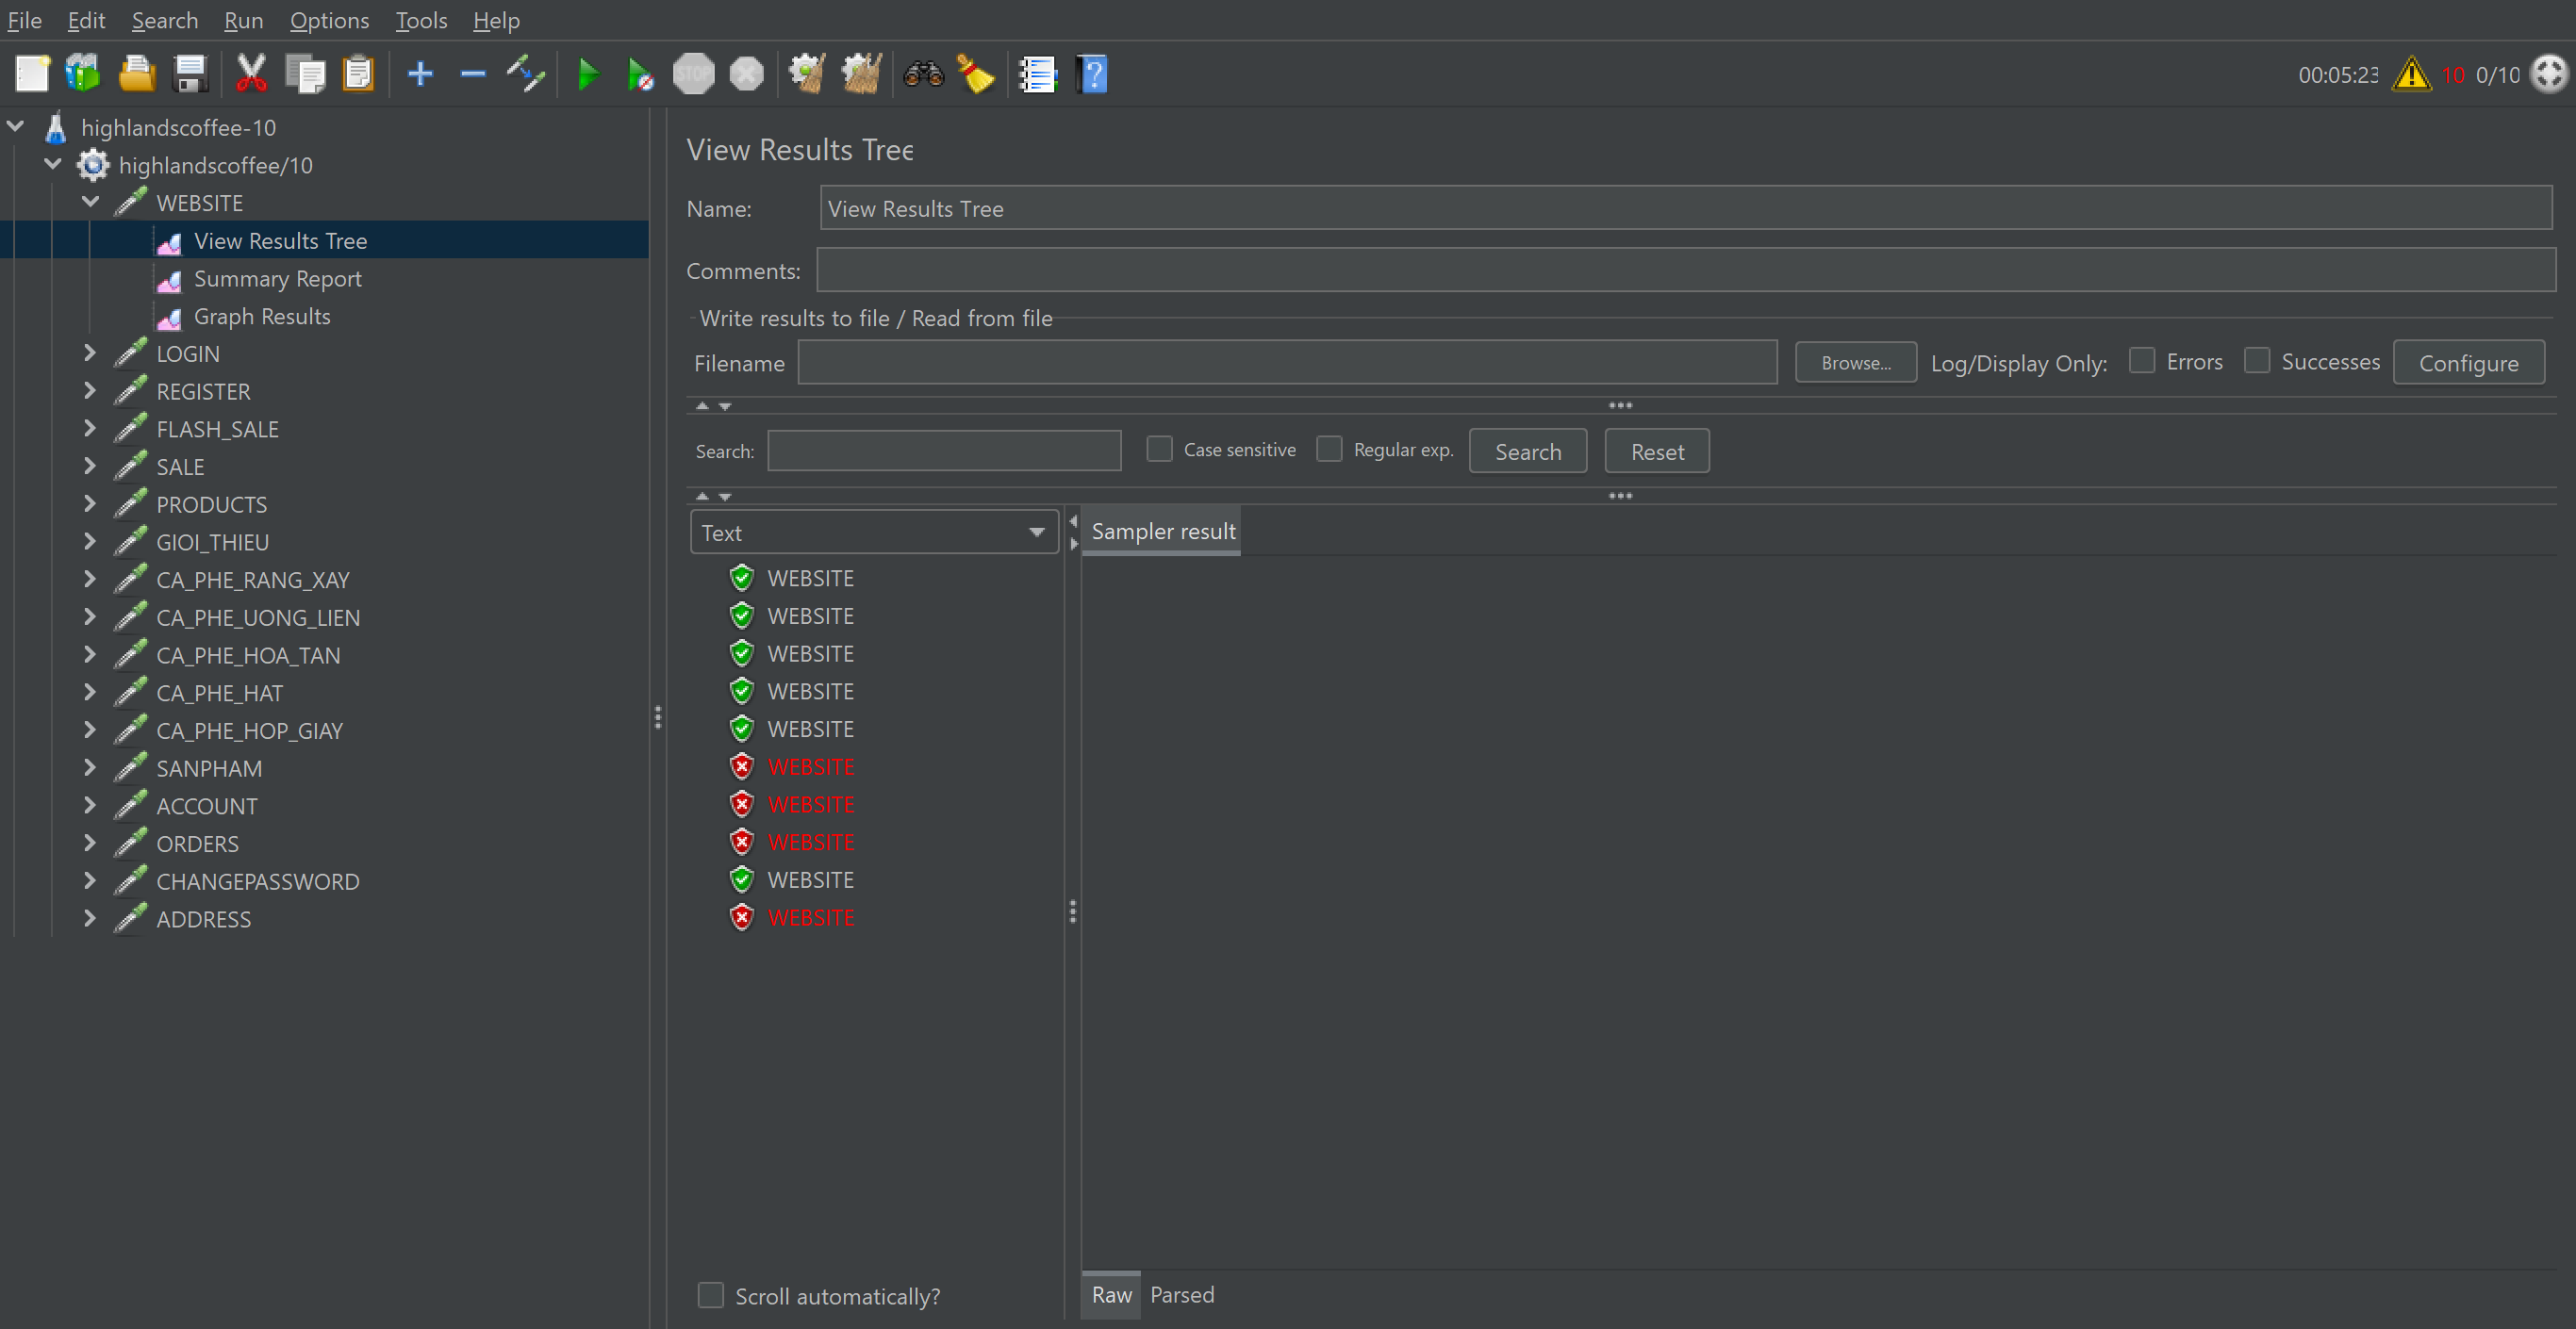 File Edit Search Run Options Tools Help
STOP
00:05:23 10 0/10
highlandscoffee-10
highlandscoffee/10
WEBSITE
View Results Tree
Summary Report
Graph Results
LOGIN
REGISTER
FLASH_SALE
SALE
PRODUCTS
GIOI_THIEU
CA_PHE_RANG_XAY
CA_PHE_UONG_LIEN
CA_PHE_HOA_TAN
CA_PHE_HAT
CA_PHE_HOP_GIAY
SANPHAM
ACCOUNT
ORDERS
CHANGEPASSWORD
ADDRESS
View Results Tree
Name: View Results Tree
Comments:
Write results to file / Read from file
Filename Browse... Log/Display Only: Errors Successes Configure
Search: Case sensitive Regular exp. Search Reset
Text
Sampler result
WEBSITE
WEBSITE
WEBSITE
WEBSITE
WEBSITE
WEBSITE
WEBSITE
WEBSITE
WEBSITE
WEBSITE
Scroll automatically?
Raw Parsed